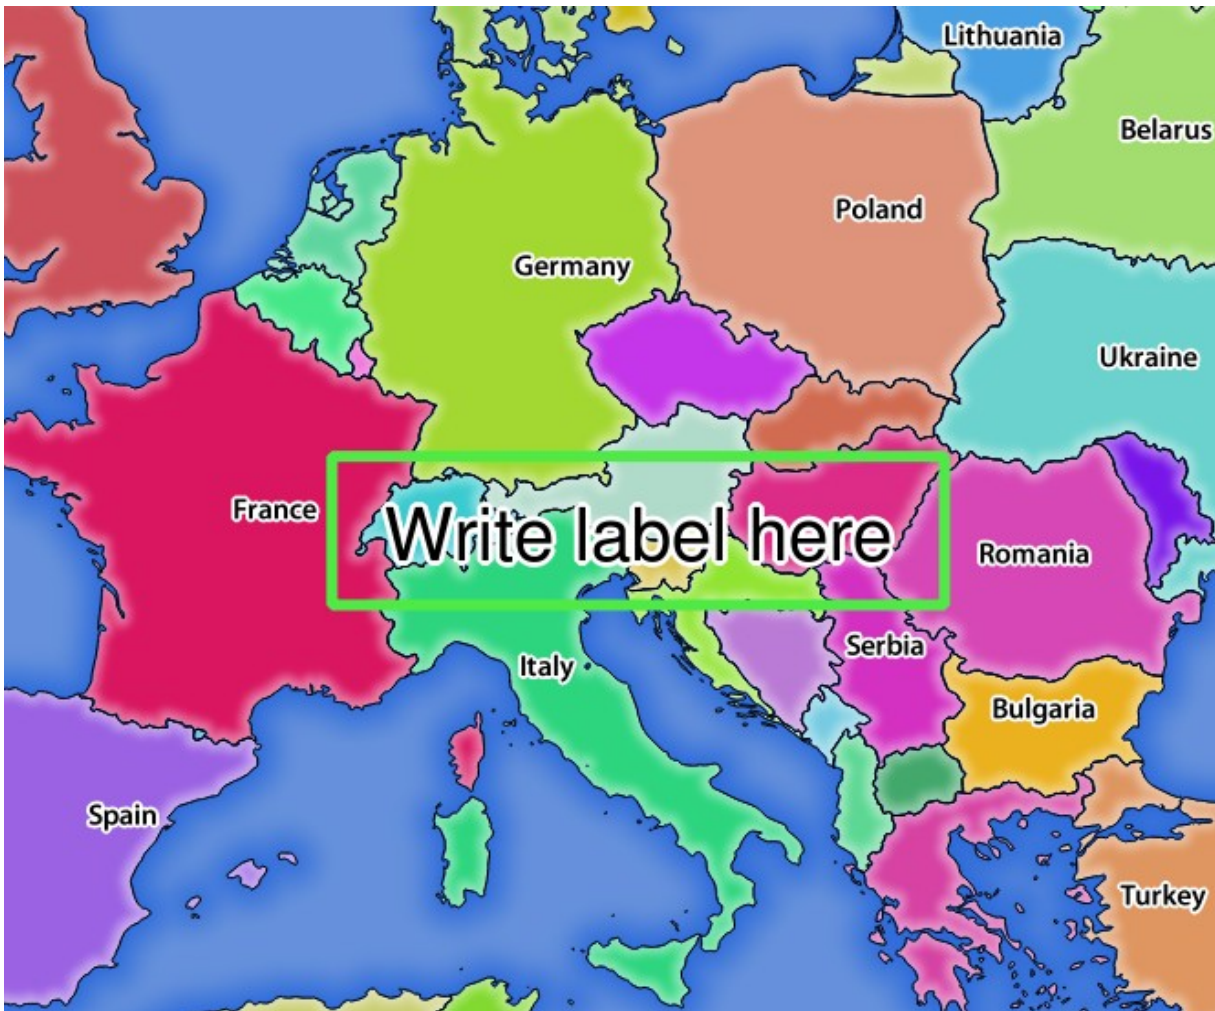 Lithuania
Belarus
Poland
Germany
Ukraine
France
Write label here
Romania
Serbia
Italy
Bulgaria
Spain
Turkey